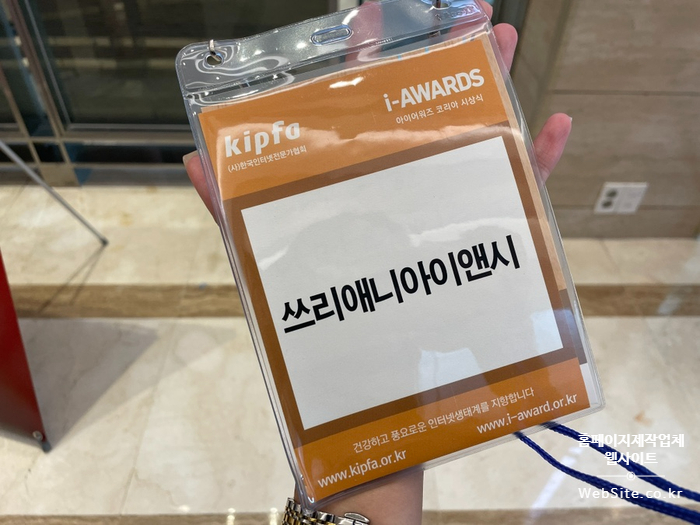 kipfa
(사)한국인터넷전문가협회
i-AWARDS
아이어워즈 코리아 시상식
쓰리애니아이앤시
건강하고 풍요로운 인터넷생태계를 지향합니다
www.kipfa.or.kr
www.i-award.or.kr
홈페이지제작업체
웹사이트
WebSite.co.kr